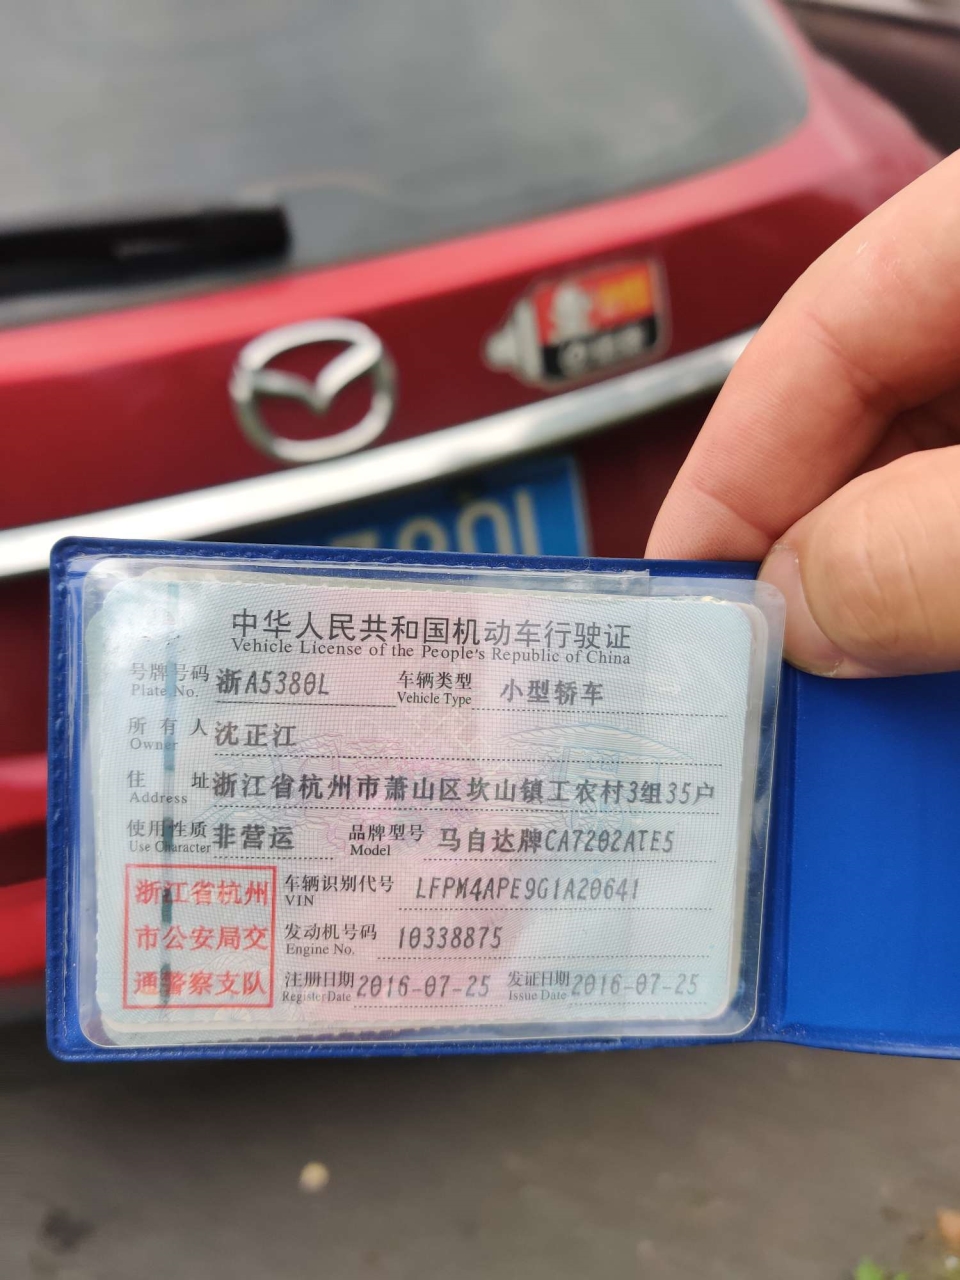 中华人民共和国机动车行驶证
Vehicle License of the People's Republic of China
号牌号码 浙A5380L 车辆类型 小型轿车
Plate No. Vehicle Type
所有人 沈正江
Owner
住址 浙江省杭州市萧山区坎山镇工农村3组35户
Address
使用性质 非营运 品牌型号 马自达牌CA7202ATE5
Use Character Model
浙江省杭州
市公安局交
通警察支队
车辆识别代号 LFPM4APE9G1A20641
VIN
发动机号码 10338875
Engine No.
注册日期 2016-07-25 发证日期 2016-07-25
Register Date Issue Date